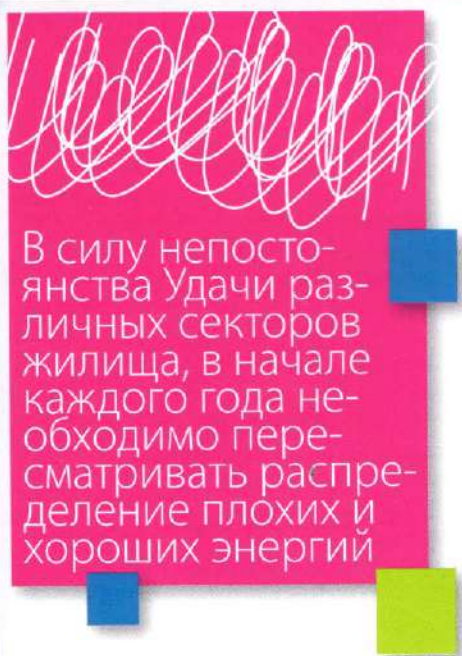 В силу непосто-
янства Удачи раз-
личных секторов
жилища, в начале
каждого года не-
обходимо пере-
сматривать распре-
деление плохих и
хороших энергий